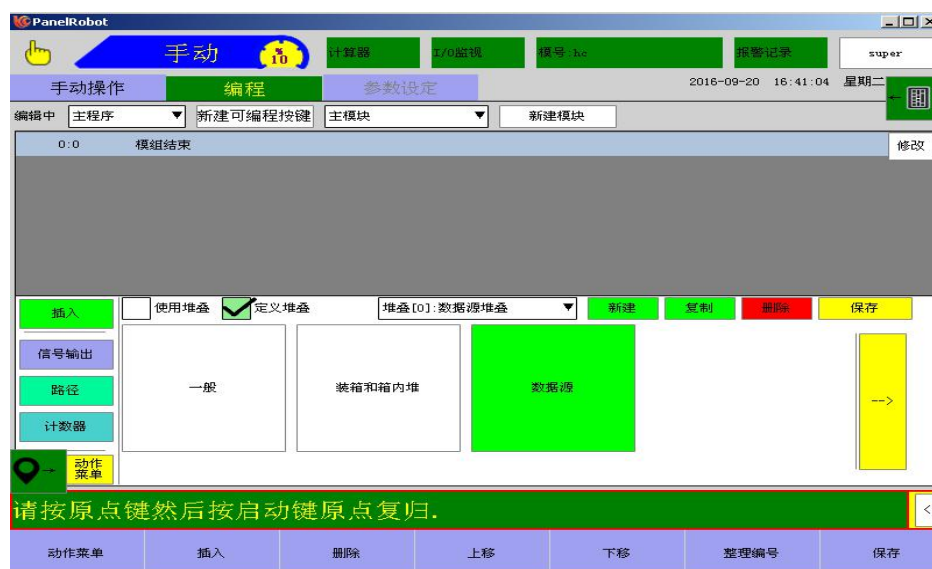 PanelRobot
手动 % 10 计算器 I/O监视 模号:hc 报警记录 super
手动操作 编程 参数设定 2016-09-20 16:41:04 星期二
编辑中 主程序 ▼ 新建可编程按键 主模块 ▼ 新建模块
0:0 模组结束 修改
插入 使用堆叠 定义堆叠 堆叠[0]:数据源堆叠 ▼ 新建 复制 删除 保存
信号输出
路径 一般 装箱和箱内堆 数据源 -->
计数器
动作
菜单
请按原点键然后按启动键原点复归. <
动作菜单 插入 删除 上移 下移 整理编号 保存